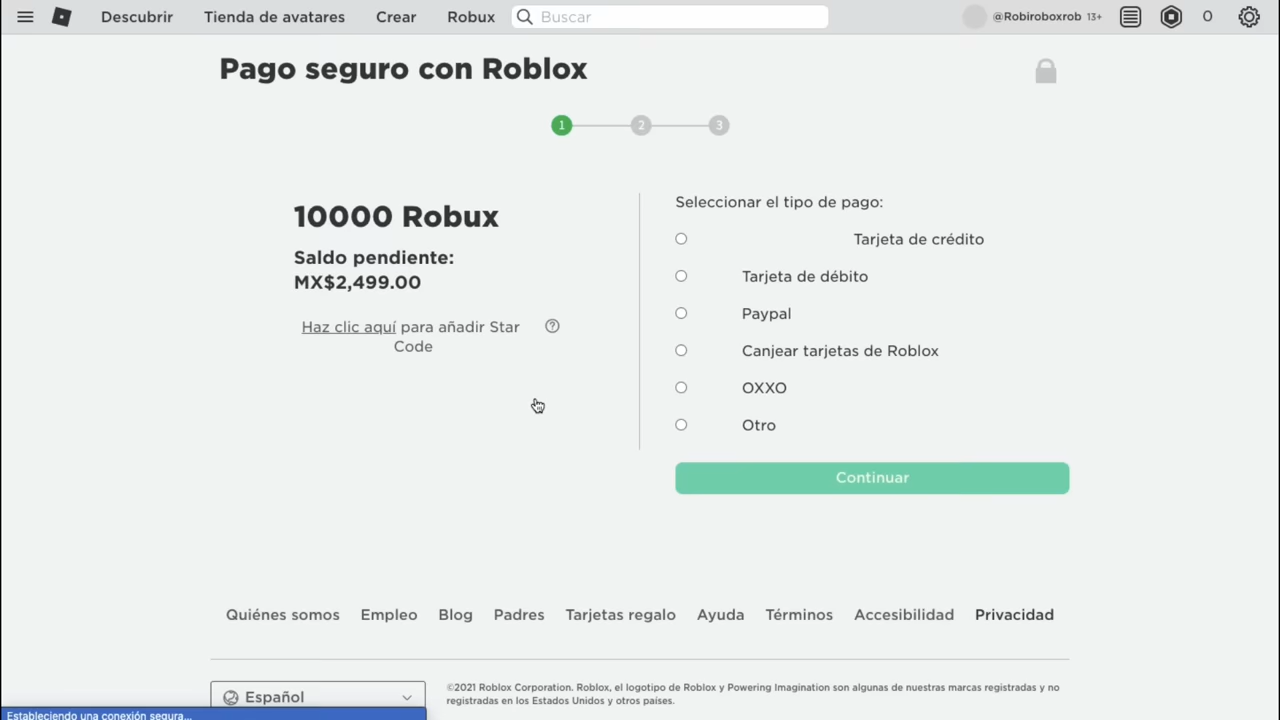 Descubrir Tienda de avatares Crear Robux Buscar @Robiroboxrob 13+ 0
Pago seguro con Roblox
1 2 3
10000 Robux
Saldo pendiente:
MX$2,499.00
Haz clic aquí para añadir Star
Code
Seleccionar el tipo de pago:
Tarjeta de crédito
Tarjeta de débito
Paypal
Canjear tarjetas de Roblox
OXXO
Otro
Continuar
Quiénes somos Empleo Blog Padres Tarjetas regalo Ayuda Términos Accesibilidad Privacidad
Español
©2021 Roblox Corporation. Roblox, el logotipo de Roblox y Powering Imagination son algunas de nuestras marcas registradas y no
registradas en los Estados Unidos y otros países.
Estableciendo una conexión segura...